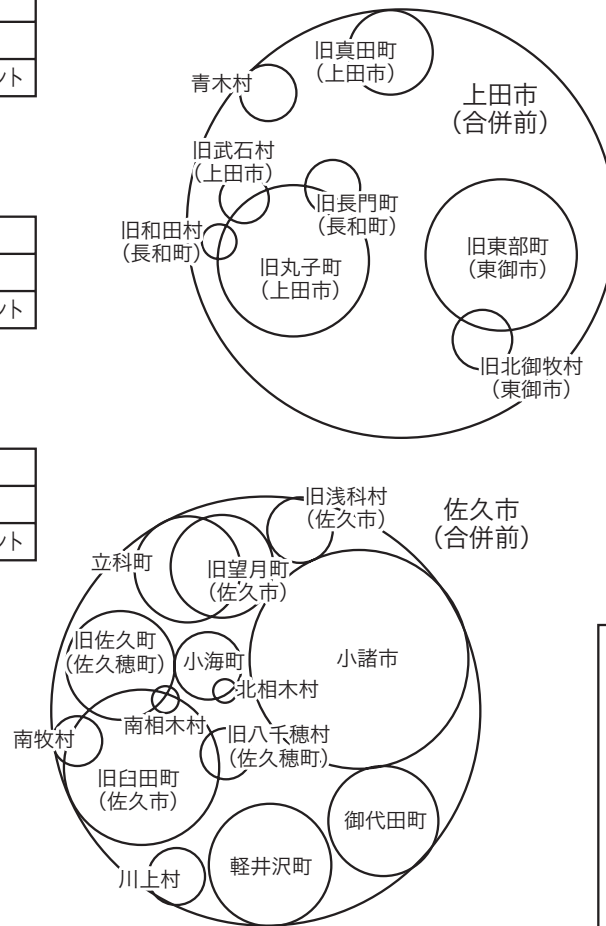 ット
ット
ット
旧真田町
(上田市)
青木村
上田市
(合併前)
旧武石村
(上田市)
旧長門町
(長和町)
旧和田村
(長和町)
旧丸子町
(上田市)
旧東部町
(東御市)
旧北御牧村
(東御市)
旧浅科村
(佐久市)
佐久市
(合併前)
立科町
旧望月町
(佐久市)
旧佐久町
(佐久穂町)
小海町
小諸市
北相木村
南相木村
南牧村
旧八千穂村
(佐久穂町)
旧臼田町
(佐久市)
御代田町
軽井沢町
川上村